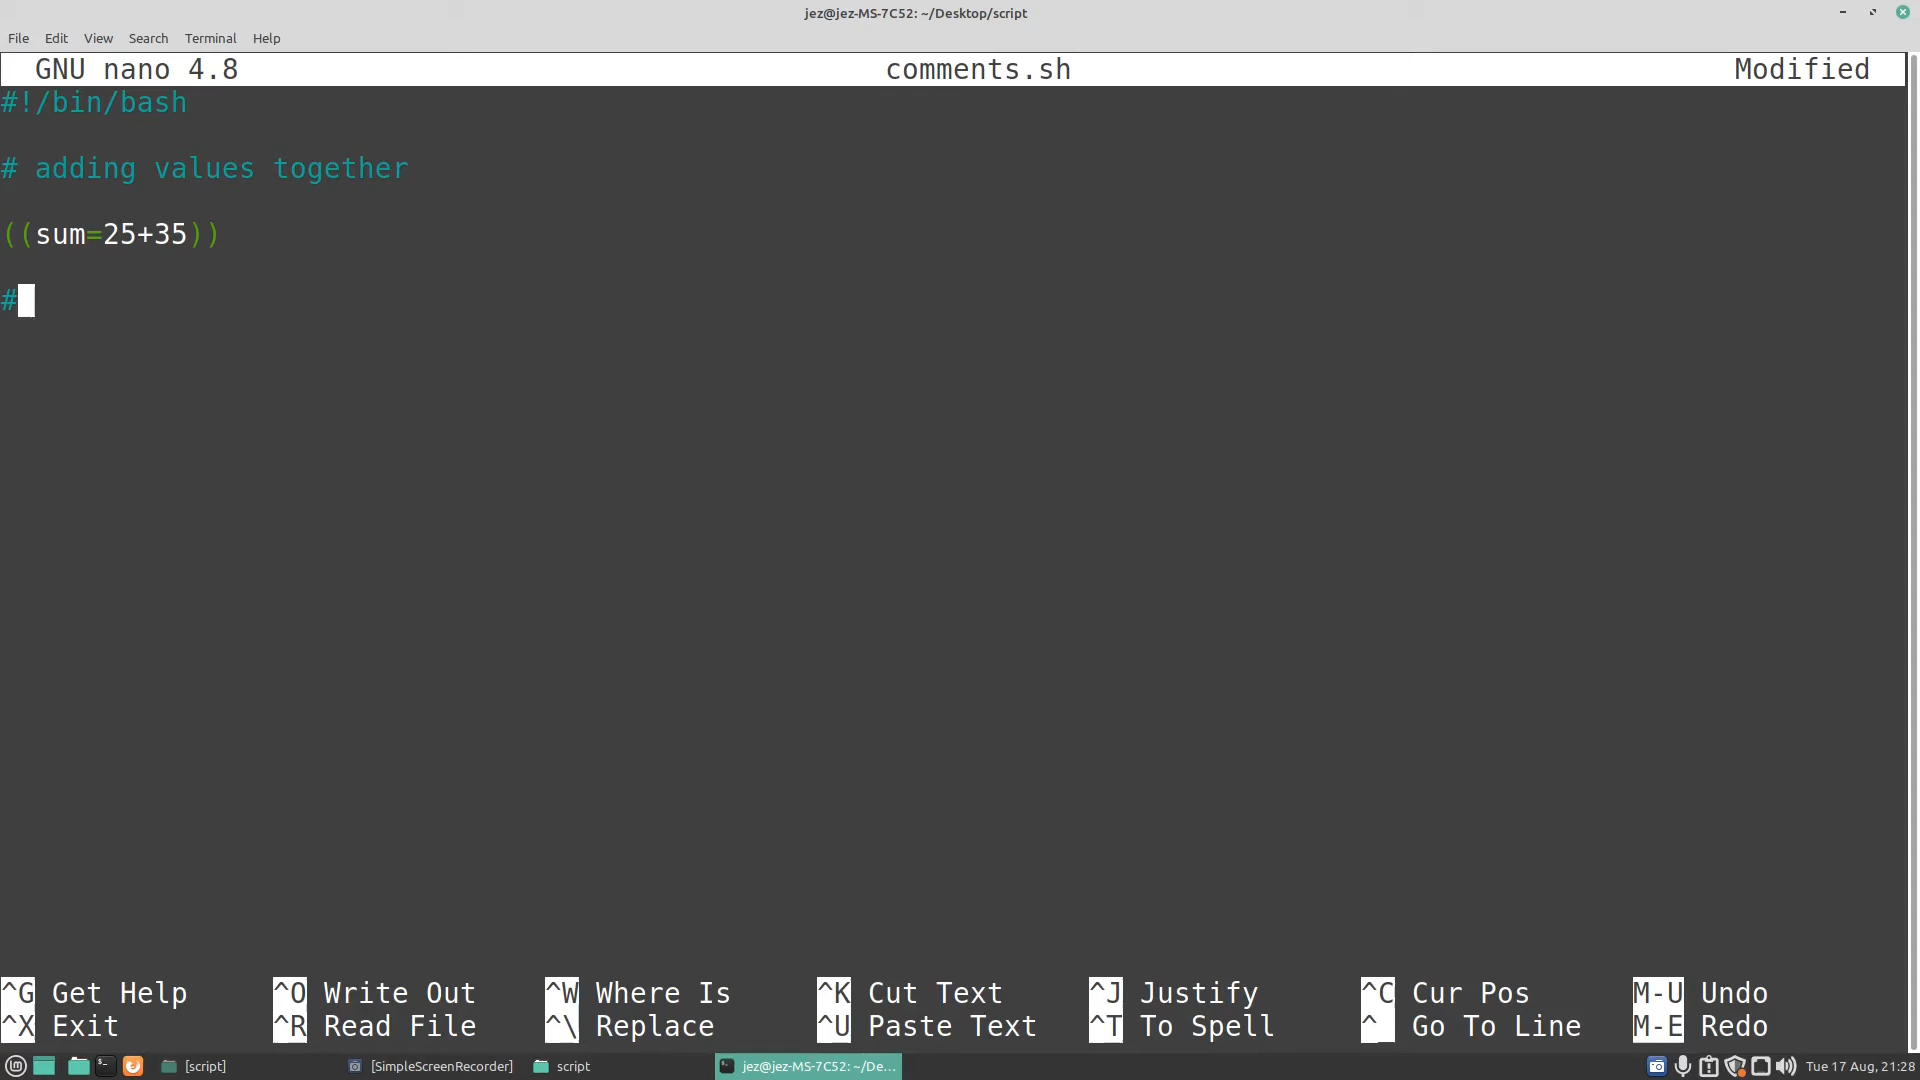 jez@jez-MS-7C52: ~/Desktop/script
File Edit View Search Terminal Help
GNU nano 4.8 comments.sh Modified
#!/bin/bash
# adding values together
((sum=25+35))
#
^G Get Help ^O Write Out ^W Where Is ^K Cut Text ^J Justify ^C Cur Pos M-U Undo
^X Exit ^R Read File ^\ Replace ^U Paste Text ^T To Spell ^_ Go To Line M-E Redo
[script] [SimpleScreenRecorder] script jez@jez-MS-7C52: ~/De... Tue 17 Aug, 21:28